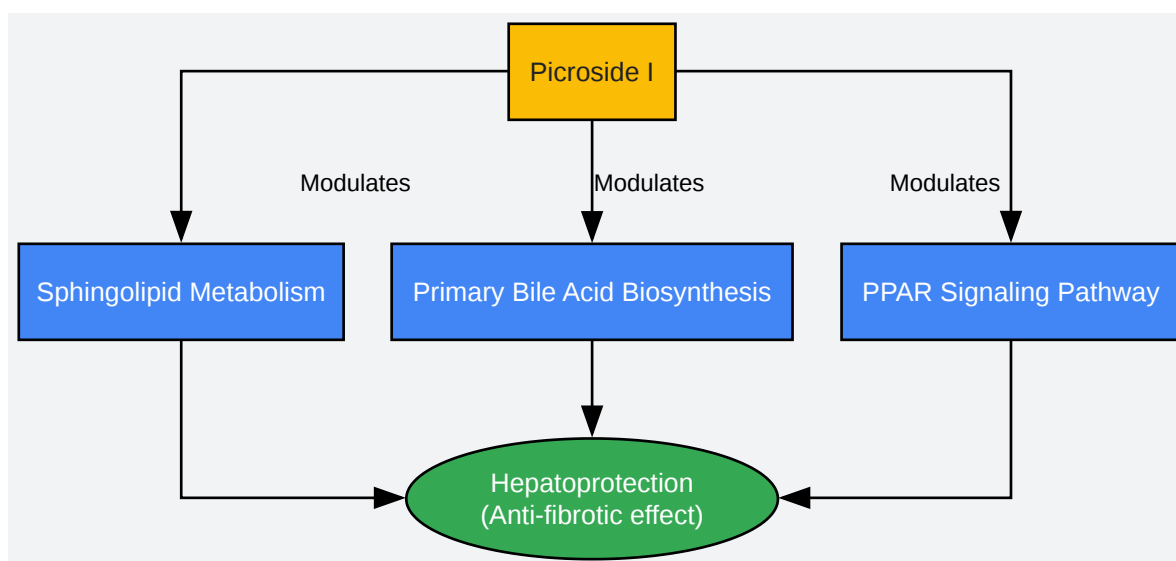 Picroside I
Modulates
Modulates
Modulates
Sphingolipid Metabolism
Primary Bile Acid Biosynthesis
PPAR Signaling Pathway
Hepatoprotection
(Anti-fibrotic effect)